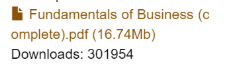 Fundamentals of Business (c
omplete).pdf (16.74Mb)
Downloads: 301954